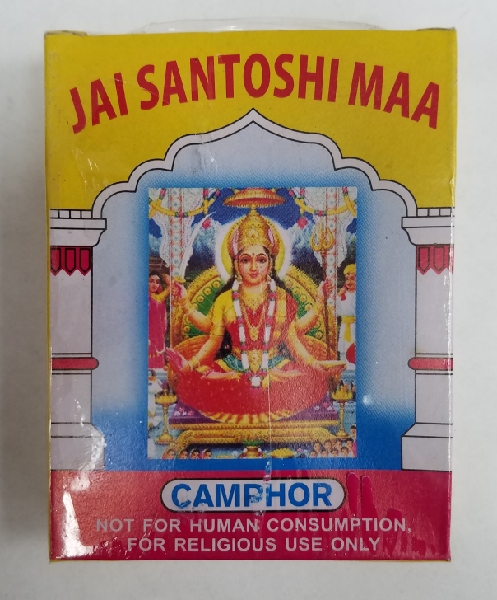 JAI SANTOSHI MAA
CAMPHOR
NOT FOR HUMAN CONSUMPTION,
FOR RELIGIOUS USE ONLY